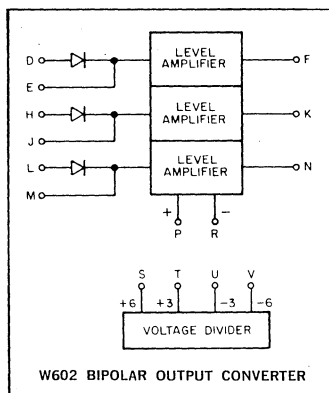 D
LEVEL
AMPLIFIER
F
E
H
LEVEL
AMPLIFIER
K
J
L
LEVEL
AMPLIFIER
N
M
+ −
P R
S T U V
+6 +3 −3 −6
VOLTAGE DIVIDER
W602 BIPOLAR OUTPUT CONVERTER